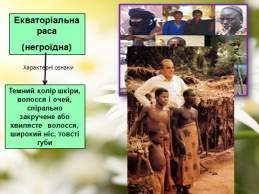 Екваторіальна
раса
(негроїдна)
Характерні ознаки
Темний колір шкіри,
волосся і очей,
спірально
закручене або
хвилясте волосся,
широкий ніс, товсті
губи